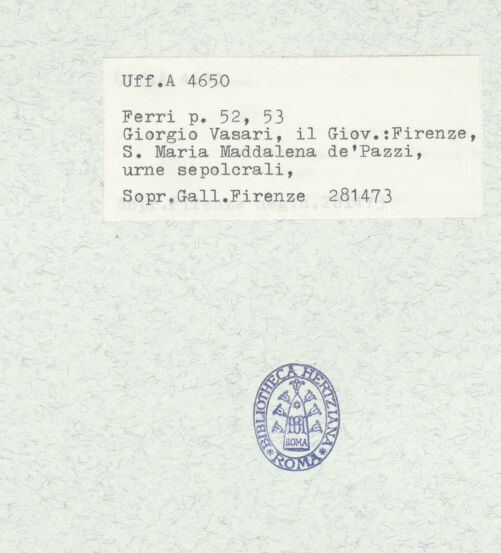 Uff.A 4650
Ferri p. 52, 53
Giorgio Vasari, il Giov.:Firenze,
S. Maria Maddalena de'Pazzi,
urne sepolcrali,
Sopr.Gall.Firenze 281473
BIBLIOTHECA HERTZIANA
ROMA
* ROMA *